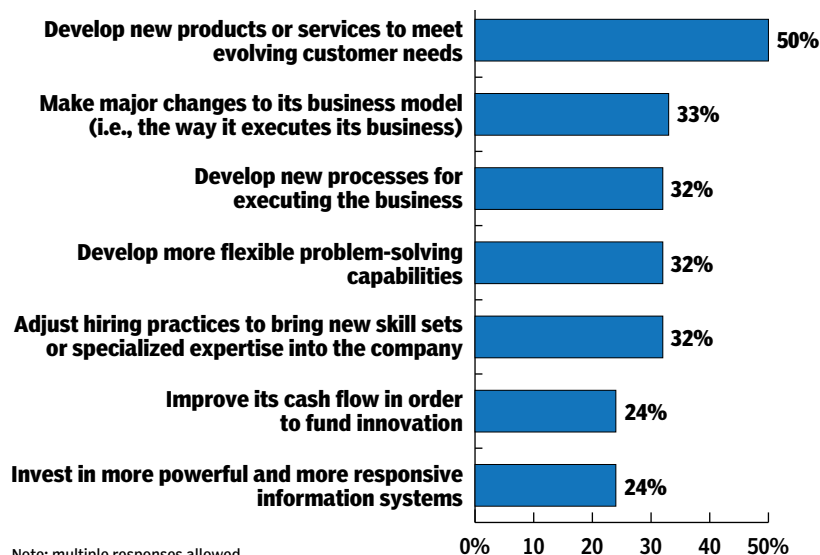 Develop new products or services to meet
evolving customer needs
50%
Make major changes to its business model
(i.e., the way it executes its business)
33%
Develop new processes for
executing the business
32%
Develop more flexible problem-solving
capabilities
32%
Adjust hiring practices to bring new skill sets
or specialized expertise into the company
32%
Improve its cash flow in order
to fund innovation
24%
Invest in more powerful and more responsive
information systems
24%
0% 10 20 30 40 50%
Note: multiple responses allowed